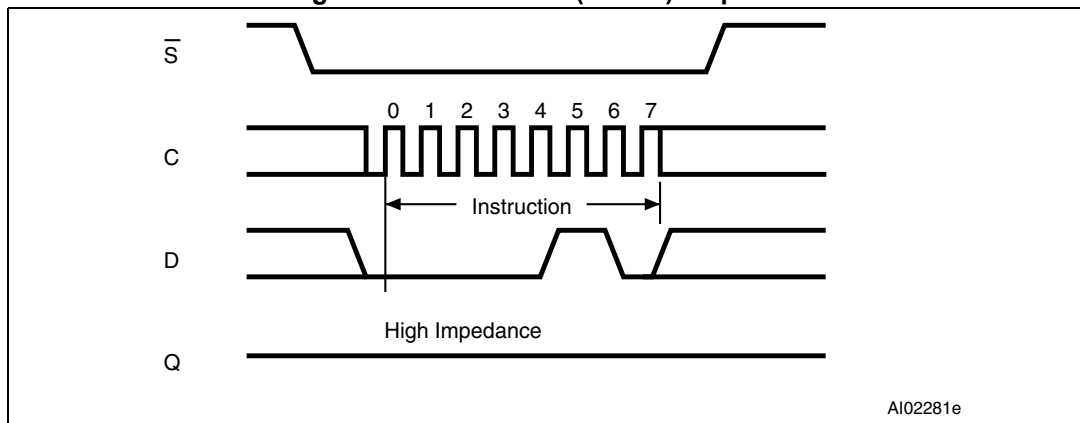 S̅
0 1 2 3 4 5 6 7
C
Instruction
D
High Impedance
Q
AI02281e